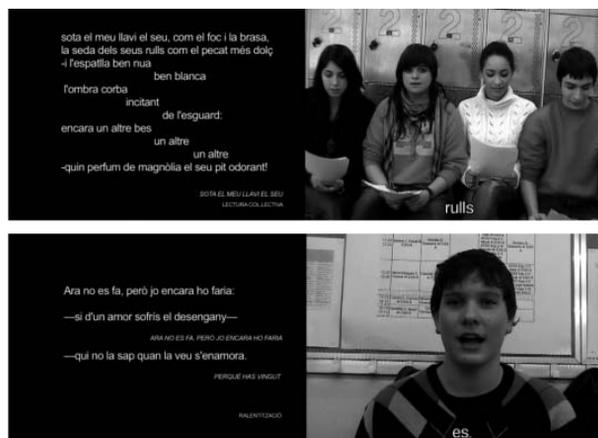 sota el meu llavi el seu, com el foc i la brasa,
la seda dels seus rulls com el pecat més dolç
-i l'espatlla ben nua
ben blanca
l'ombra corba
incitant
de l'esguard:
encara un altre bes
un altre
un altre
-quin perfum de magnòlia el seu pit odorant!
SOTA EL MEU LLAVI EL SEU
LECTURA COL·LECTIVA
rulls
Ara no es fa, però jo encara ho faria:
—si d'un amor sofrís el desengany—
ARA NO ES FA, PERÒ JO ENCARA HO FARIA
—qui no la sap quan la veu s'enamora.
PERQUÈ HAS VINGUT
RALENTITZACIÓ
es.